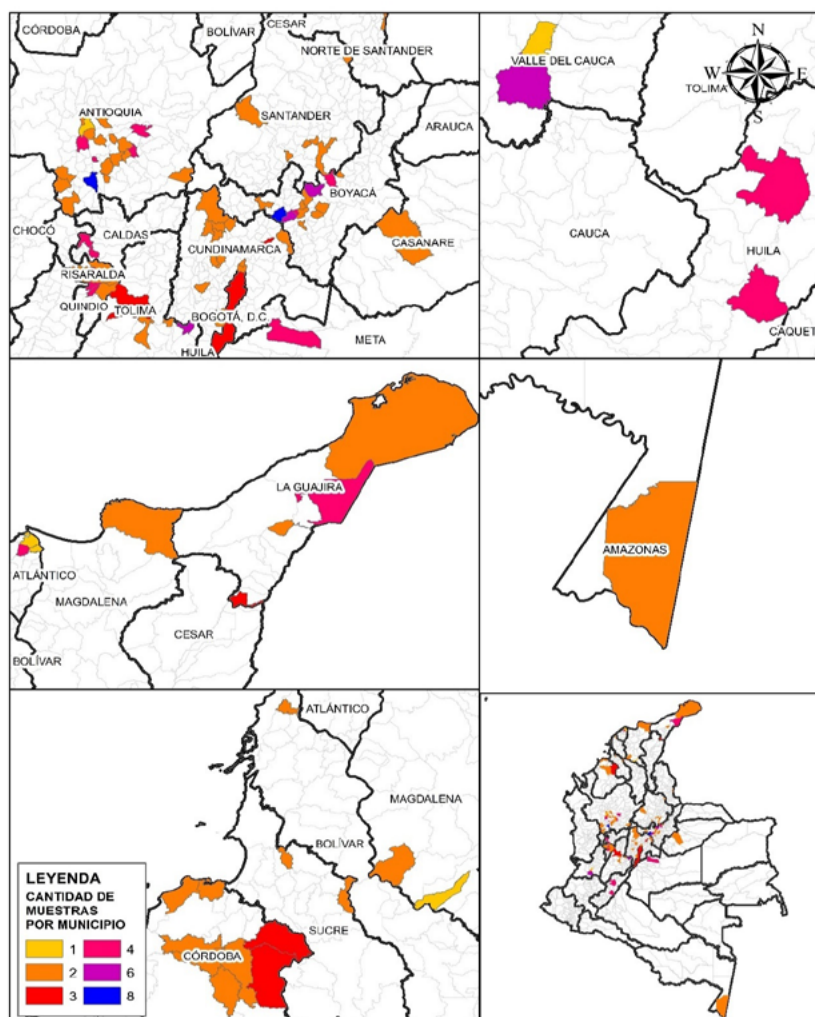 CÓRDOBA
BOLÍVAR
CESAR
NORTE DE SANTANDER
ANTIOQUIA
SANTANDER
ARAUCA
BOYACÁ
CHOCÓ
CALDAS
CUNDINAMARCA
CASANARE
RISARALDA
QUINDIO
TOLIMA
BOGOTÁ, D.C.
META
HUILA
VALLE DEL CAUCA
N
W
E
S
TOLIMA
CAUCA
HUILA
CAQUET
LA GUAJIRA
ATLÁNTICO
MAGDALENA
CESAR
BOLÍVAR
AMAZONAS
ATLÁNTICO
MAGDALENA
BOLÍVAR
SUCRE
CÓRDOBA
LEYENDA
CANTIDAD DE
MUESTRAS
POR MUNICIPIO
1 4
2 6
3 8